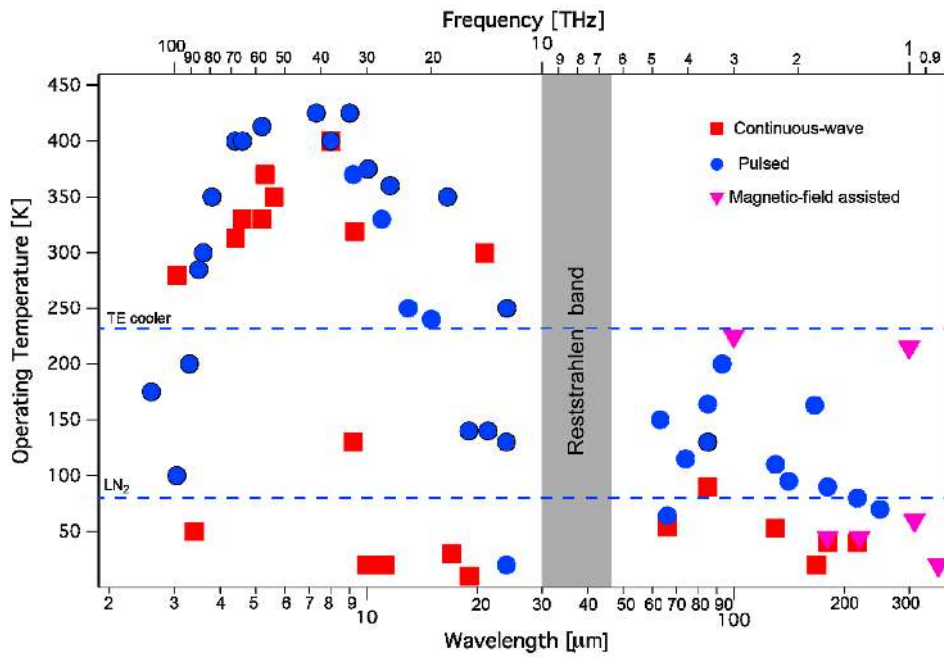 Frequency [THz]
100 90 80 70 60 50 40 30 20 10 9 8 7 6 5 4 3 2 1 0.9
Operating Temperature [K]
450
400
350
300
250
200
150
100
50
Continuous-wave
Pulsed
Magnetic-field assisted
TE cooler
LN₂
Reststrahlen band
2 3 4 5 6 7 8 9 10 20 30 40 50 60 70 80 90 100 200 300
Wavelength [µm]